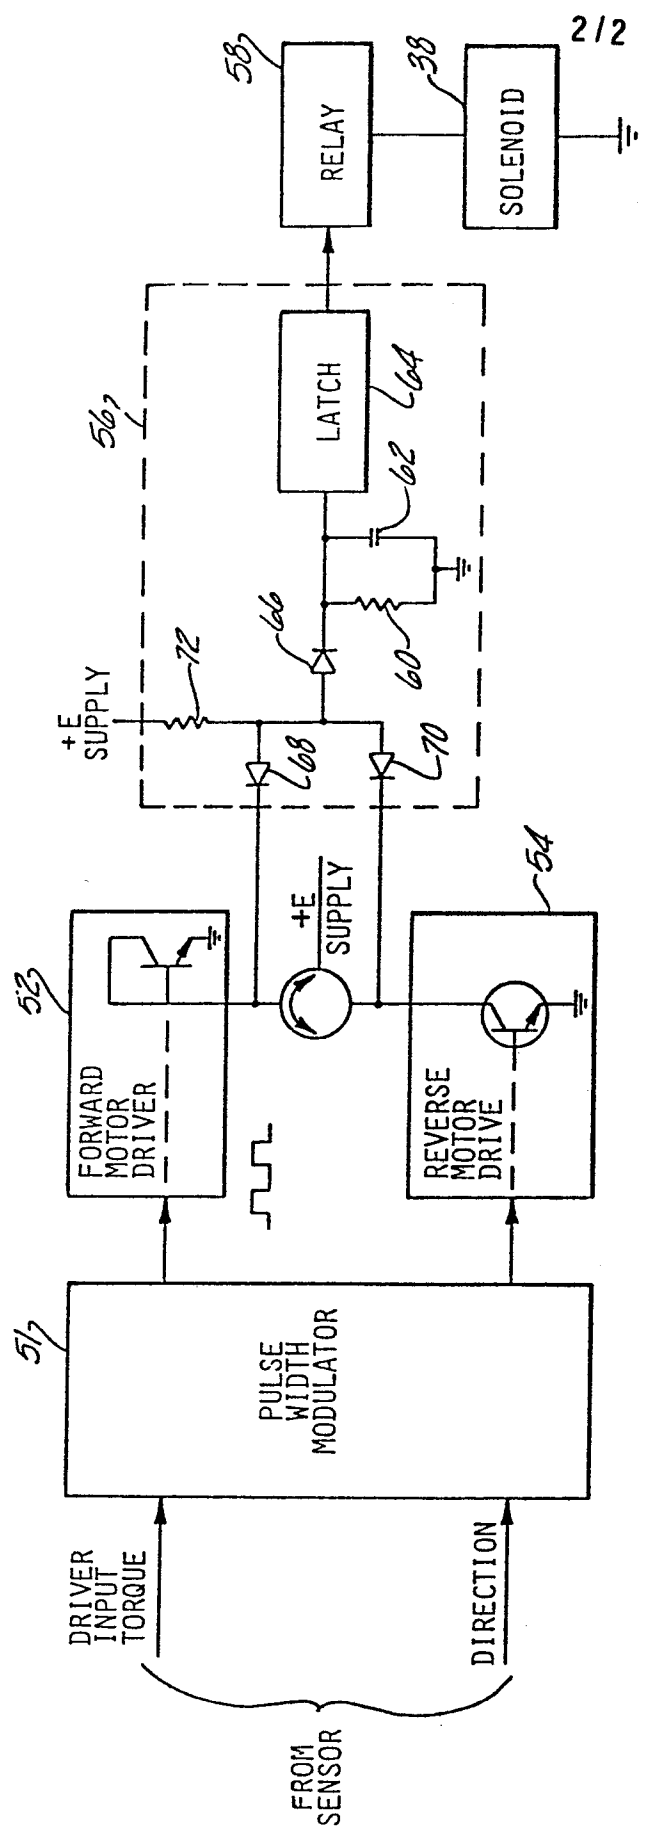 2/2
FROM
SENSOR
DRIVER
INPUT
TORQUE
DIRECTION
51
PULSE
WIDTH
MODULATOR
52
FORWARD
MOTOR
DRIVER
REVERSE
MOTOR
DRIVE
54
+E
SUPPLY
+E
SUPPLY
72
68
70
66
60
62
56
LATCH
64
58
RELAY
38
SOLENOID